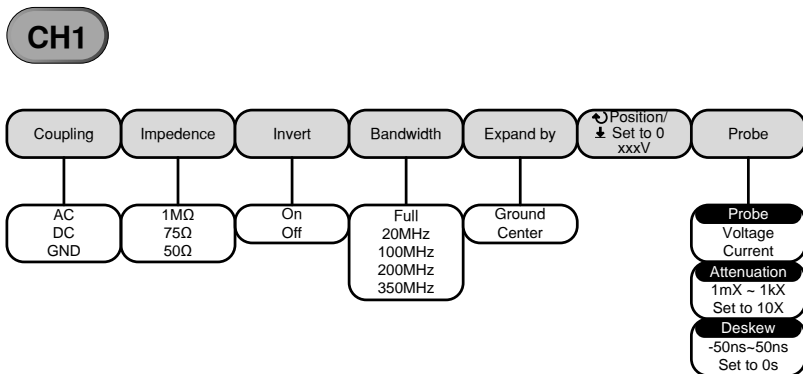 CH1
Coupling
Impedence
Invert
Bandwidth
Expand by
Position/
Set to 0
xxxV
Probe
AC
DC
GND
1MΩ
75Ω
50Ω
On
Off
Full
20MHz
100MHz
200MHz
350MHz
Ground
Center
Probe
Voltage
Current
Attenuation
1mX ~ 1kX
Set to 10X
Deskew
-50ns~50ns
Set to 0s